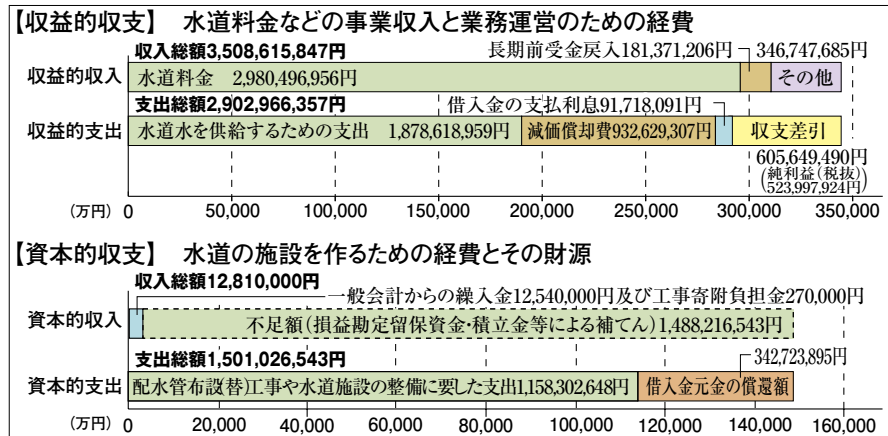 【収益的収支】 水道料金などの事業収入と業務運営のための経費
収入総額3,508,615,847円
長期前受金戻入181,371,206円
346,747,685円
収益的収入
水道料金 2,980,496,956円
その他
支出総額2,902,966,357円
借入金の支払利息91,718,091円
収益的支出
水道水を供給するための支出 1,878,618,959円
減価償却費932,629,307円
収支差引
605,649,490円
(純利益(税抜)
523,997,924円)
(万円) 0 50,000 100,000 150,000 200,000 250,000 300,000 350,000
【資本的収支】 水道の施設を作るための経費とその財源
収入総額12,810,000円
一般会計からの繰入金12,540,000円及び工事寄附負担金270,000円
資本的収入
不足額(損益勘定留保資金・積立金等による補てん)1,488,216,543円
支出総額1,501,026,543円
342,723,895円
資本的支出
配水管布設(替)工事や水道施設の整備に要した支出1,158,302,648円
借入金元金の償還額
(万円) 0 20,000 40,000 60,000 80,000 100,000 120,000 140,000 160,000